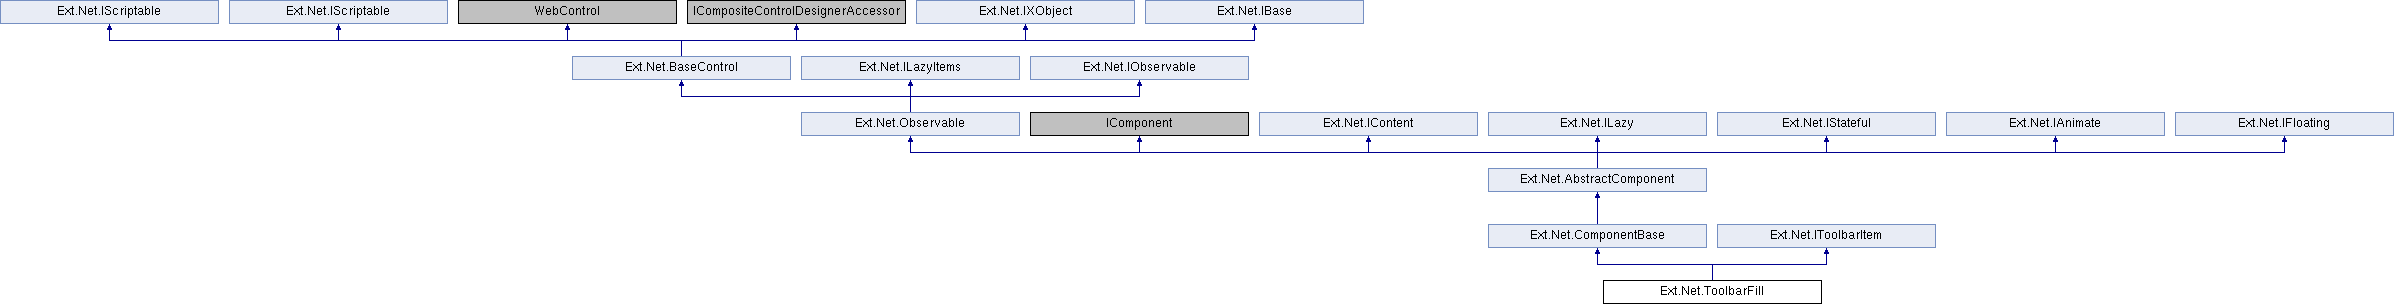 Ext.Net.IScriptable
Ext.Net.IScriptable
WebControl
ICompositeControlDesignerAccessor
Ext.Net.IXObject
Ext.Net.IBase
Ext.Net.BaseControl
Ext.Net.ILazyItems
Ext.Net.IObservable
Ext.Net.Observable
IComponent
Ext.Net.IContent
Ext.Net.ILazy
Ext.Net.IStateful
Ext.Net.IAnimate
Ext.Net.IFloating
Ext.Net.AbstractComponent
Ext.Net.ComponentBase
Ext.Net.IToolbarItem
Ext.Net.ToolbarFill